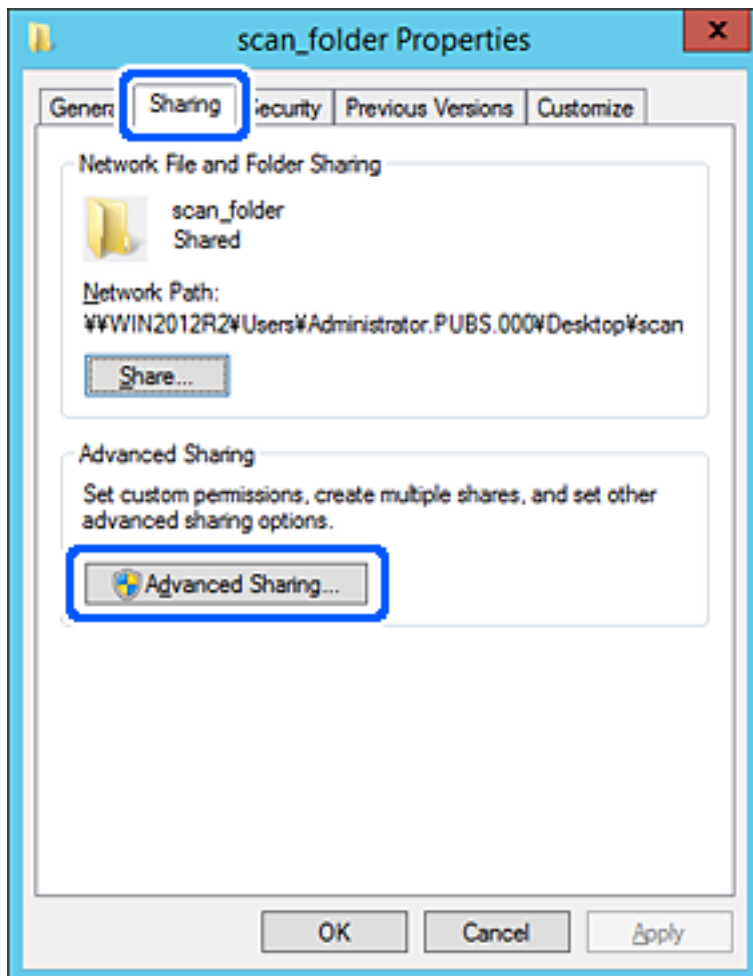 scan_folder Properties
x
Genera Sharing ecurity Previous Versions Customize
Network File and Folder Sharing
scan_folder
Shared
Network Path:
¥¥WIN2012R2¥Users¥Administrator.PUBS.000¥Desktop¥scan
Share...
Advanced Sharing
Set custom permissions, create multiple shares, and set other
advanced sharing options.
Advanced Sharing...
OK Cancel Apply